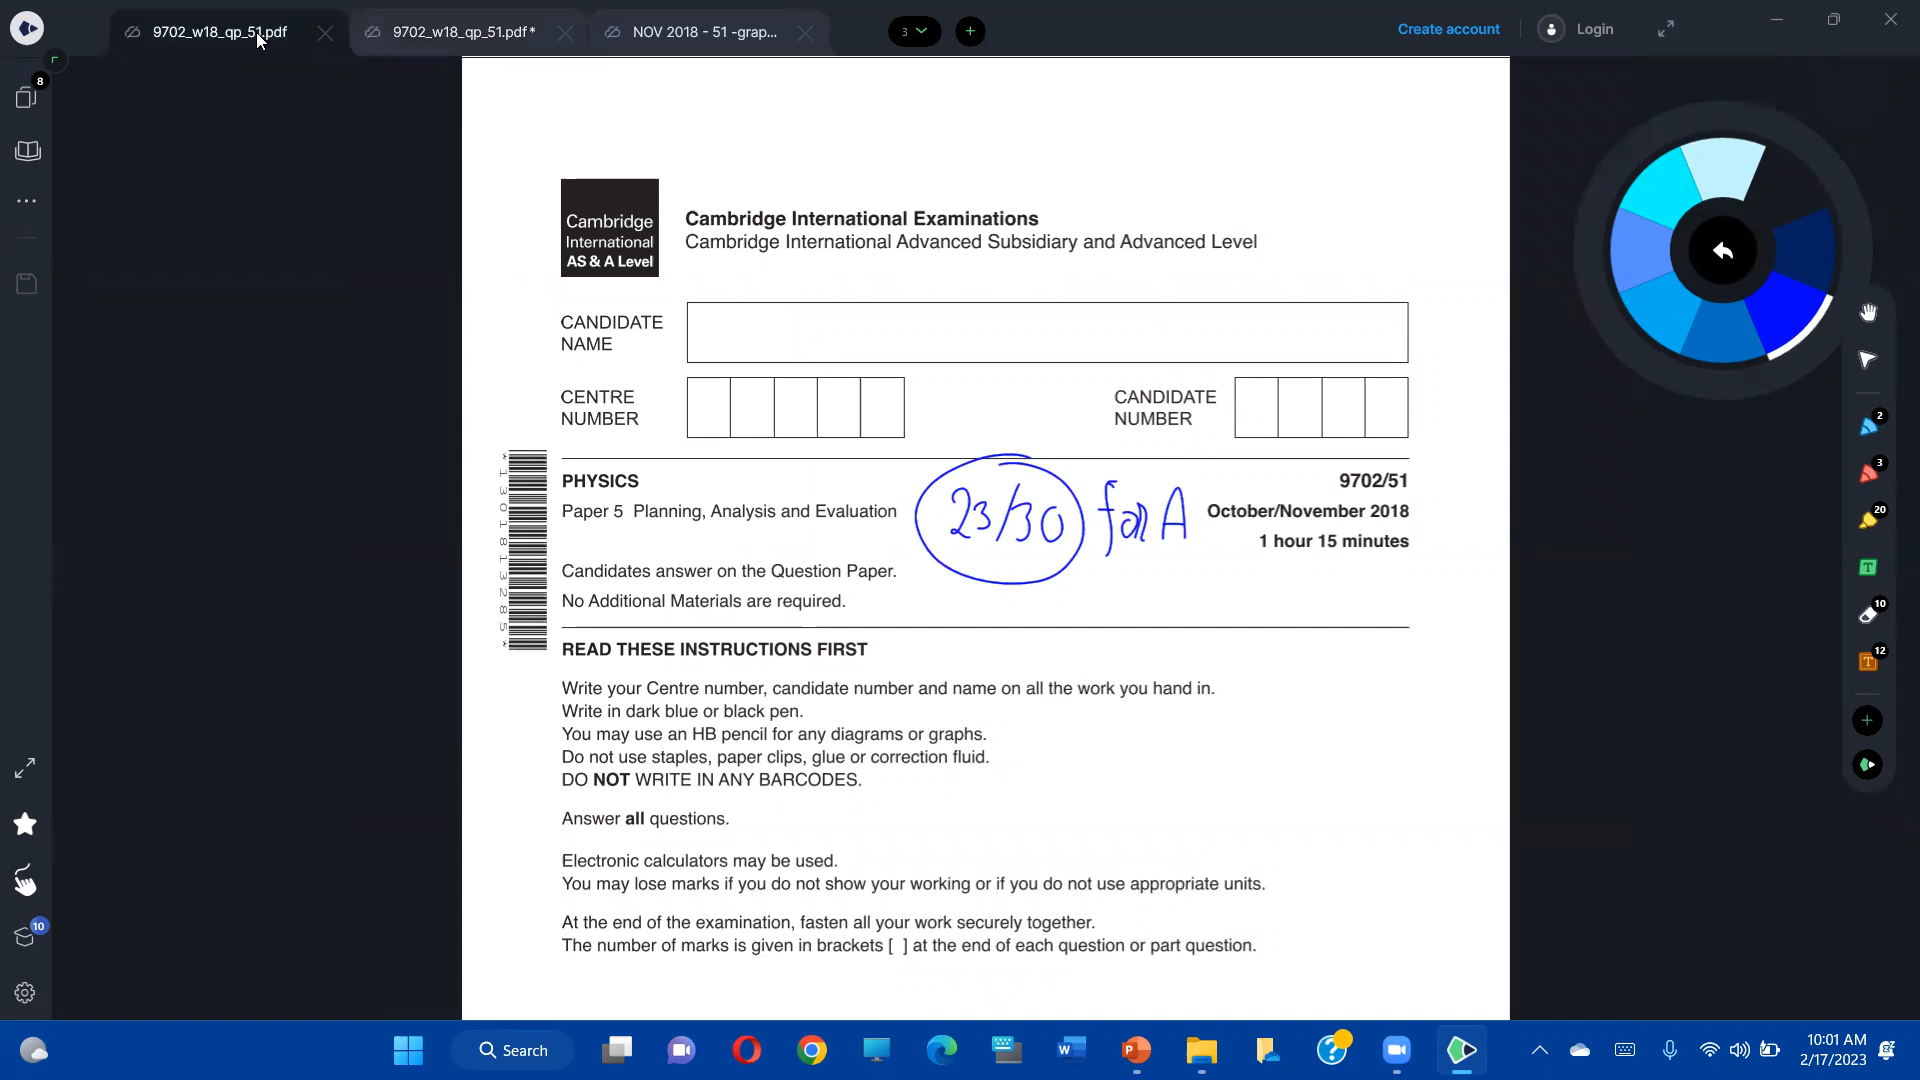 9702_w18_qp_51.pdf
9702_w18_qp_51.pdf*
NOV 2018 - 51 -grap...
3
Create account
Login
8
Cambridge
International
AS & A Level
Cambridge International Examinations
Cambridge International Advanced Subsidiary and Advanced Level
CANDIDATE
NAME
CENTRE
NUMBER
CANDIDATE
NUMBER
*1301813285*
PHYSICS
9702/51
Paper 5 Planning, Analysis and Evaluation
23/30 for A
October/November 2018
1 hour 15 minutes
Candidates answer on the Question Paper.
No Additional Materials are required.
READ THESE INSTRUCTIONS FIRST
Write your Centre number, candidate number and name on all the work you hand in.
Write in dark blue or black pen.
You may use an HB pencil for any diagrams or graphs.
Do not use staples, paper clips, glue or correction fluid.
DO NOT WRITE IN ANY BARCODES.
Answer all questions.
Electronic calculators may be used.
You may lose marks if you do not show your working or if you do not use appropriate units.
At the end of the examination, fasten all your work securely together.
The number of marks is given in brackets [ ] at the end of each question or part question.
2
3
20
T
10
T
12
10
Search
10:01 AM
2/17/2023